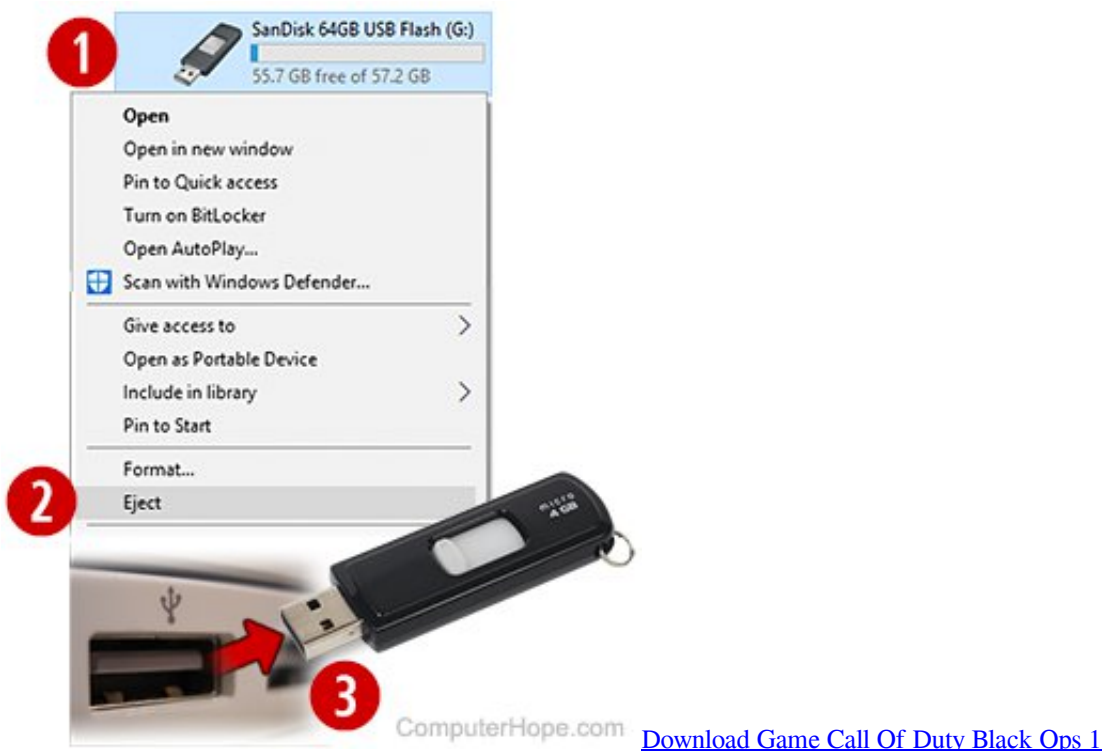 1
SanDisk 64GB USB Flash (G:)
55.7 GB free of 57.2 GB
Open
Open in new window
Pin to Quick access
Turn on BitLocker
Open AutoPlay...
Scan with Windows Defender...
Give access to
Open as Portable Device
Include in library
Pin to Start
Format...
2
Eject
micro
4 GB
3
ComputerHope.com
Download Game Call Of Duty Black Ops 1